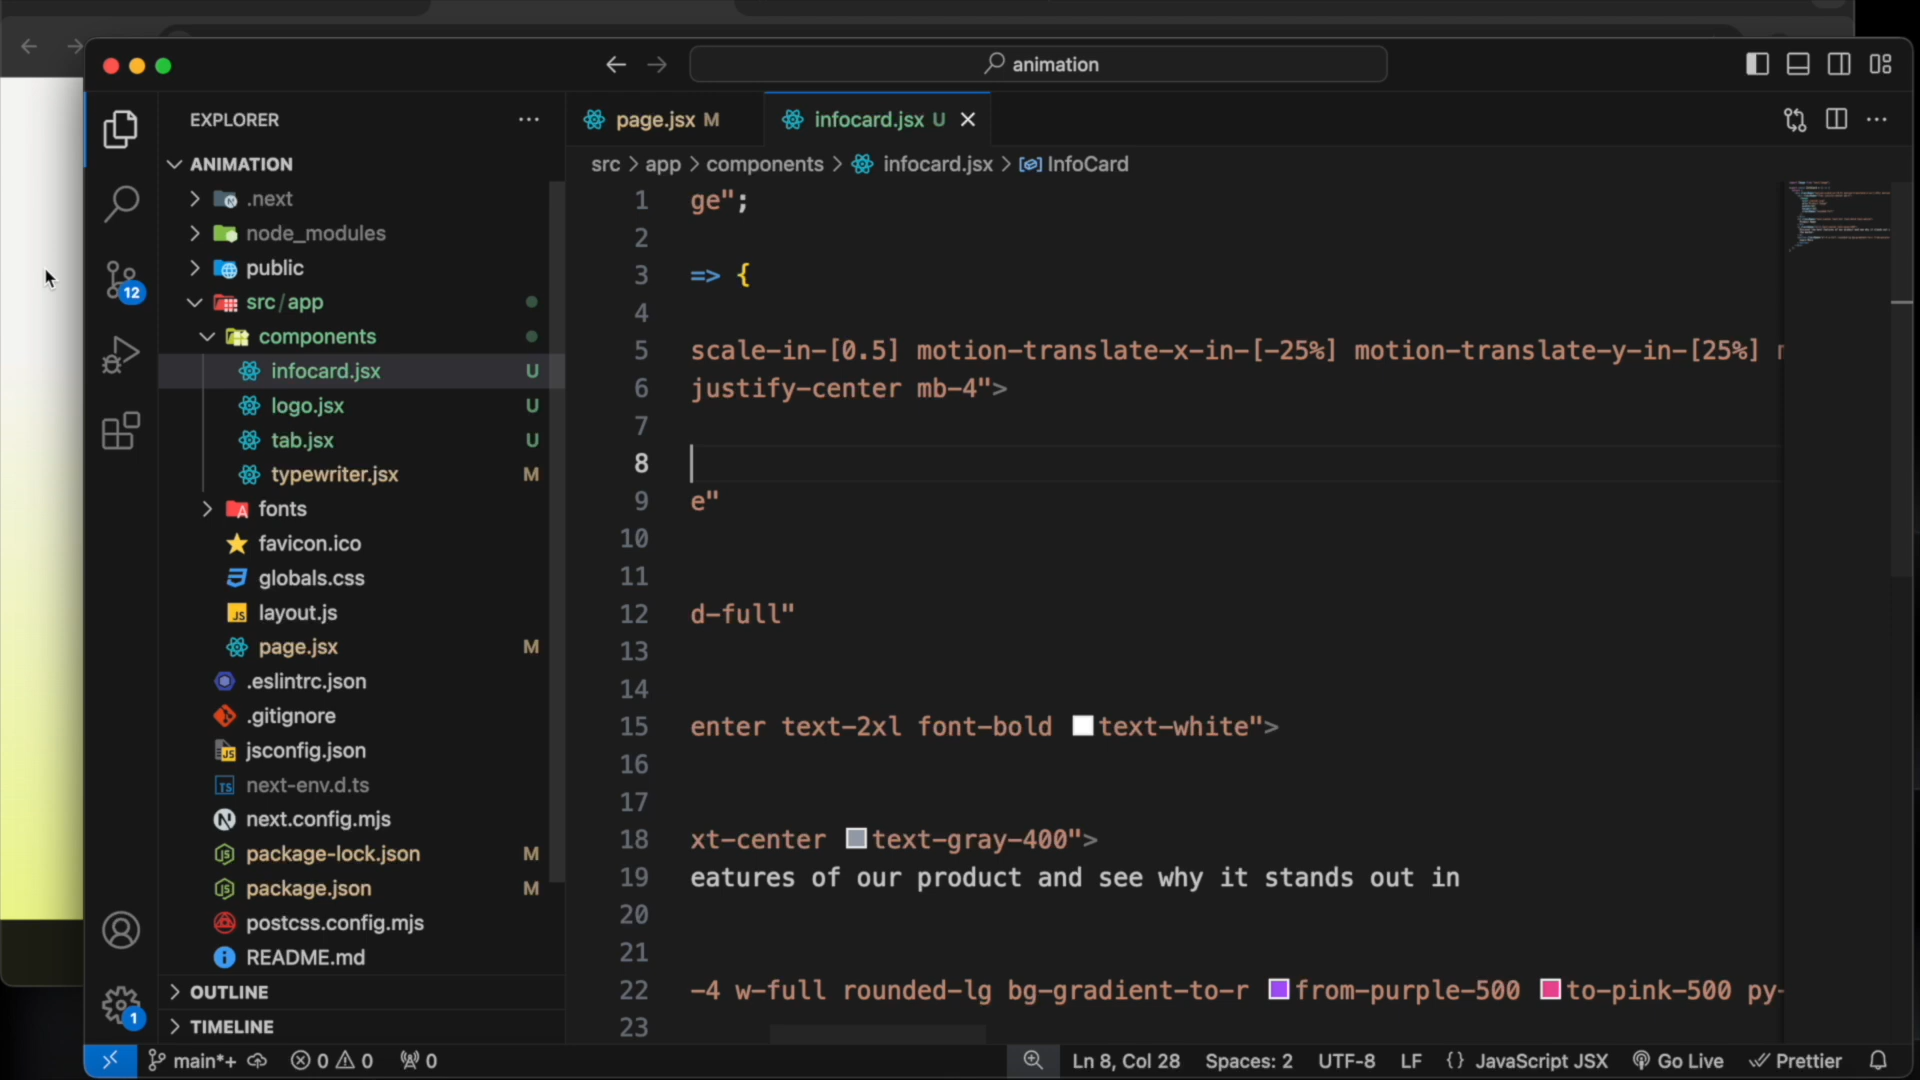 animation
EXPLORER
page.jsx M
infocard.jsx U
ANIMATION
src > app > components > infocard.jsx > InfoCard
.next
node_modules
public
src/app
components
infocard.jsx U
logo.jsx U
tab.jsx U
typewriter.jsx M
fonts
favicon.ico
globals.css
layout.js
page.jsx M
.eslintrc.json
.gitignore
jsconfig.json
next-env.d.ts
next.config.mjs
package-lock.json M
package.json M
postcss.config.mjs
README.md
OUTLINE
TIMELINE
12
1
1 ge";
2
3 => {
4
5 scale-in-[0.5] motion-translate-x-in-[-25%] motion-translate-y-in-[25%]
6 justify-center mb-4">
7
8
9 e"
10
11
12 d-full"
13
14
15 enter text-2xl font-bold text-white">
16
17
18 xt-center text-gray-400">
19 eatures of our product and see why it stands out in
20
21
22 -4 w-full rounded-lg bg-gradient-to-r from-purple-500 to-pink-500 py-
23
main*+ 0 0 0 Ln 8, Col 28 Spaces: 2 UTF-8 LF {} JavaScript JSX Go Live Prettier